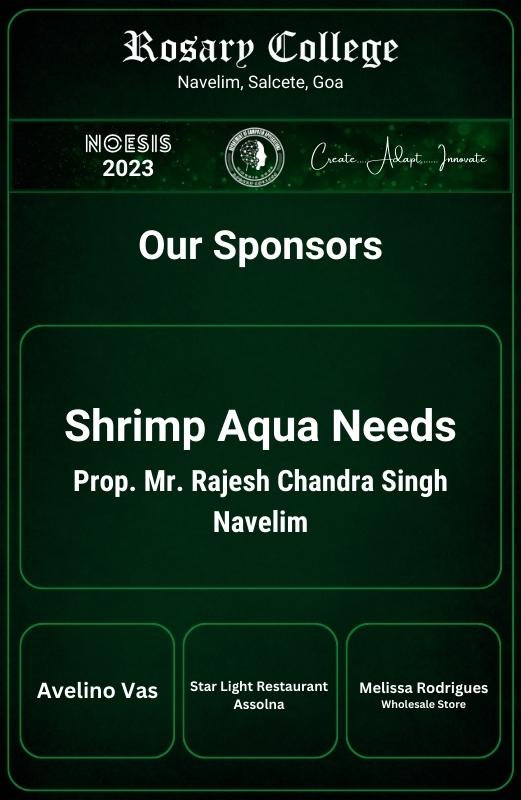 Rosary College
Navelim, Salcete, Goa
NOESIS
2023
Create.... Adapt...... Innovate
Our Sponsors
Shrimp Aqua Needs
Prop. Mr. Rajesh Chandra Singh
Navelim
Avelino Vas
Star Light Restaurant
Assolna
Melissa Rodrigues
Wholesale Store